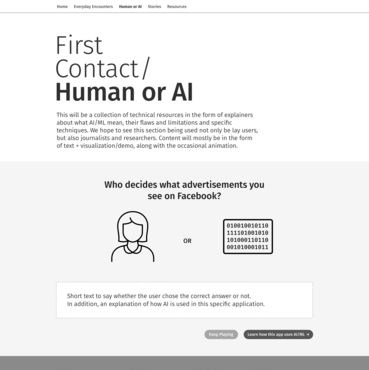 Home Everyday Encounters Human or AI Stories Resources
First
Contact/
Human or AI
This will be a collection of technical resources in the form of explainers
about what AI/ML mean, their flaws and limitations and specific
techniques. We hope to see this section being used not only be lay users,
but also journalists and researchers. Content will mostly be in the form
of text + visualization/demo, along with the occasional animation.
Who decides what advertisements you
see on Facebook?
OR
010010010110
111101001010
101000110110
001010001011
Short text to say whether the user chose the correct answer or not.
In addition, an explanation of how AI is used in this specific application.
Keep Playing Learn how this app uses AI/ML →